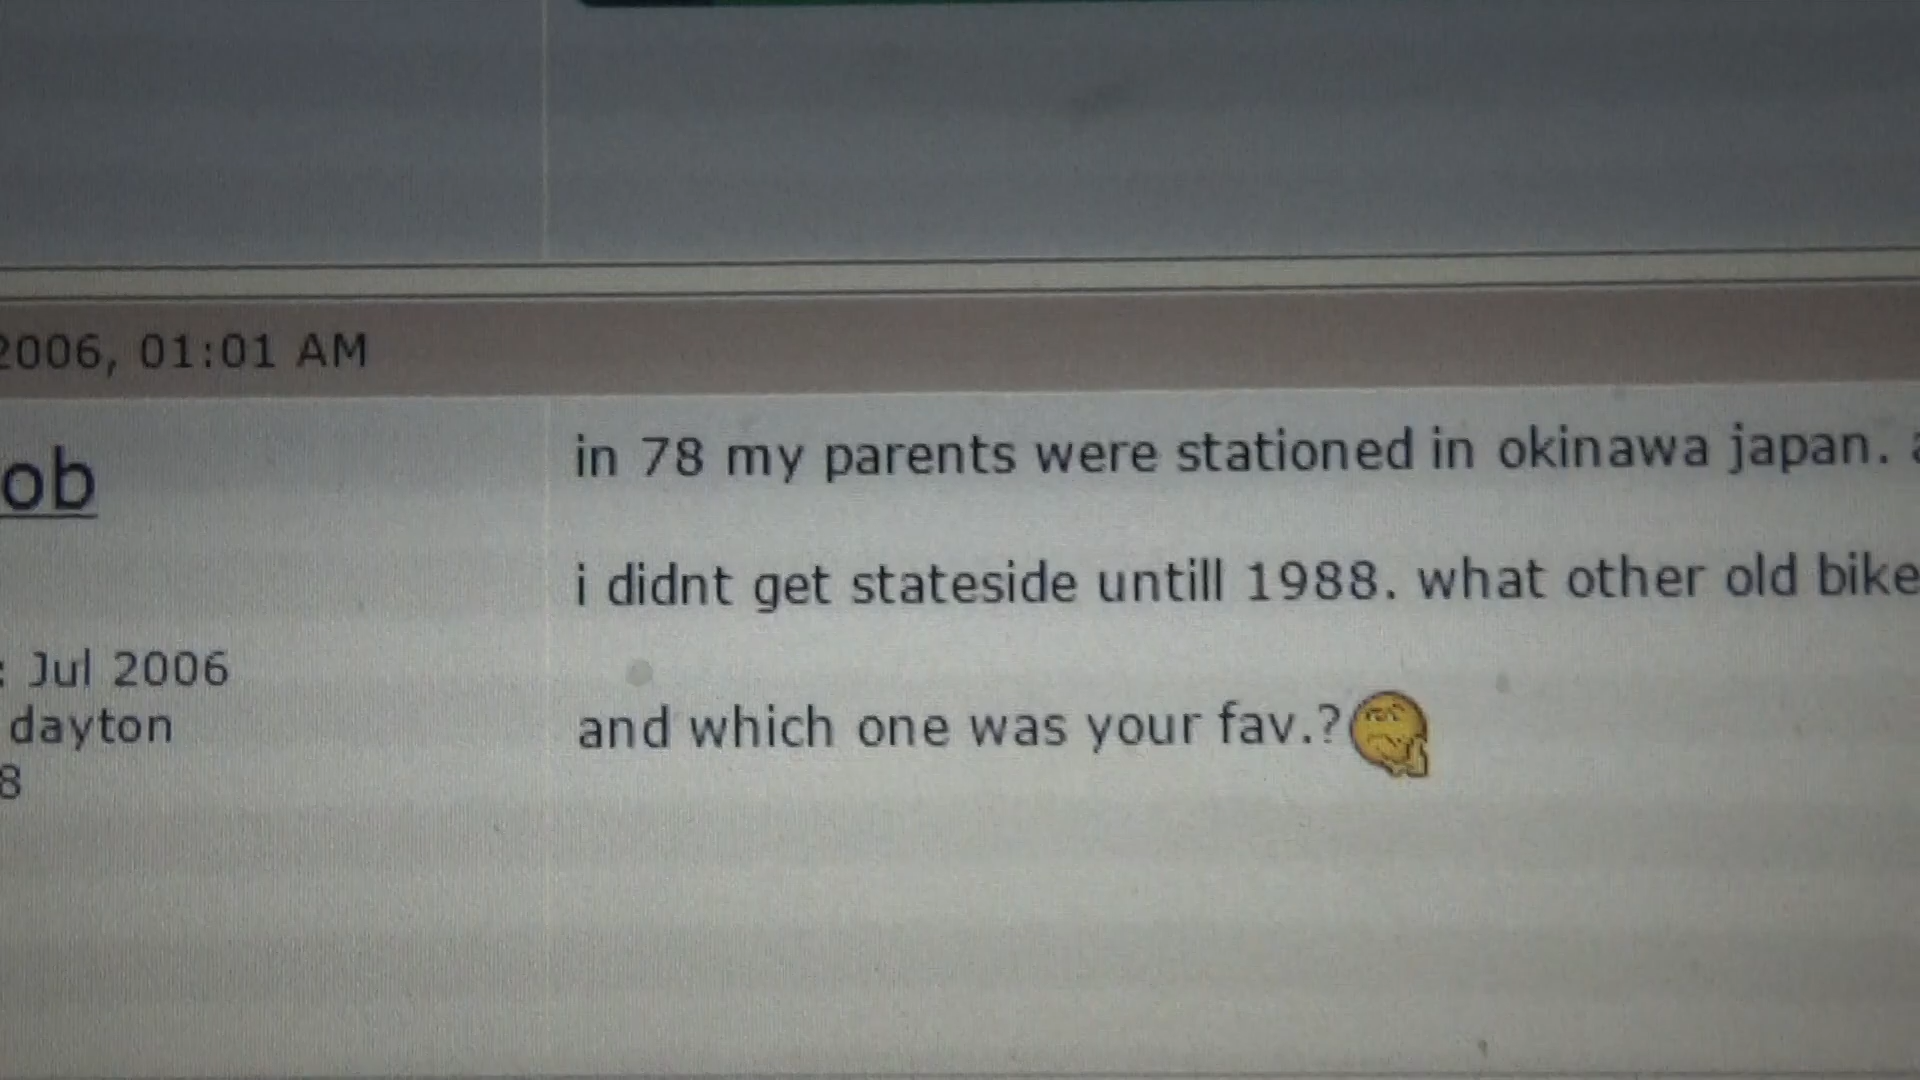 2006, 01:01 AM
ob
: Jul 2006
dayton
8
in 78 my parents were stationed in okinawa japan.
i didnt get stateside untill 1988. what other old bike
and which one was your fav.?